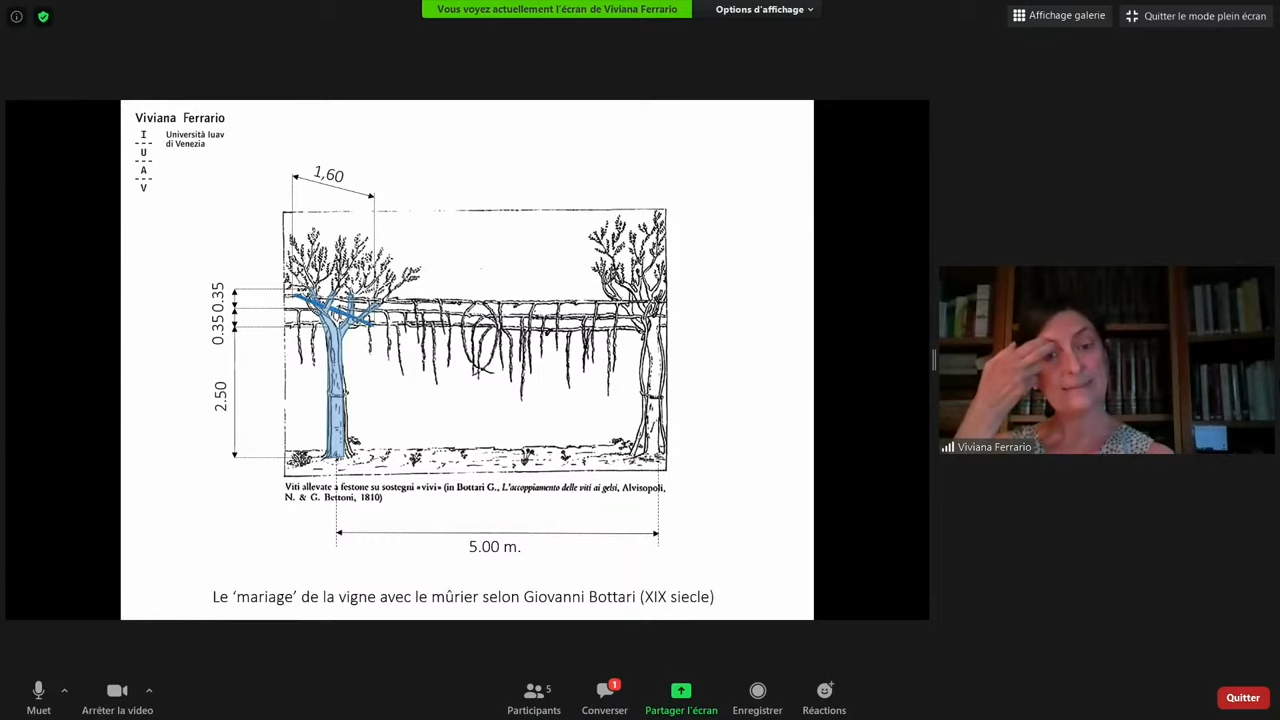 Vous voyez actuellement l'écran de Viviana Ferrario
Options d'affichage
Affichage galerie
Quitter le mode plein écran
Viviana Ferrario
I
U
A
V
Università Iuav
di Venezia
1,60
0.35
0.35
2.50
Viti allevate a festone su sostegni «vivi» (in Bottari G., L'accoppiamento delle viti ai gelsi, Alvisopoli,
N. & G. Bettoni, 1810)
5.00 m.
Le ‘mariage’ de la vigne avec le mûrier selon Giovanni Bottari (XIX siecle)
Viviana Ferrario
Muet
Arrêter la video
5
Participants
1
Converser
Partager l'écran
Enregistrer
Réactions
Quitter